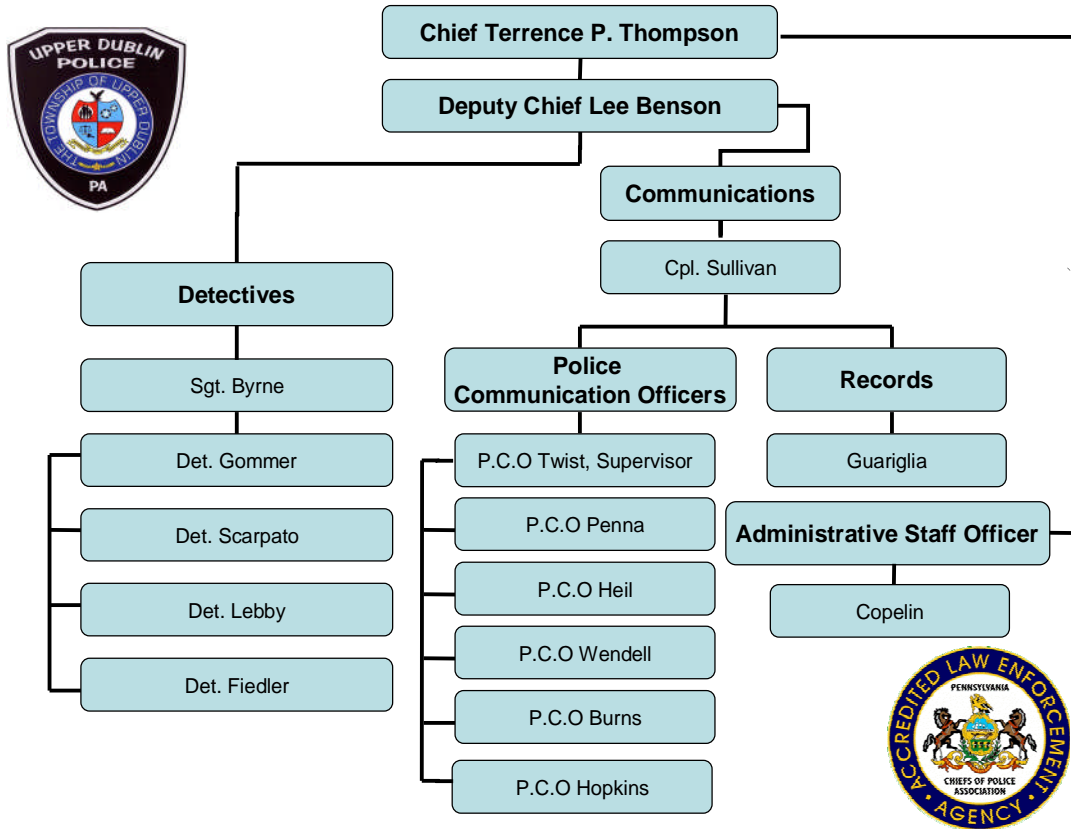 UPPER DUBLIN
POLICE
THE TOWNSHIP OF UPPER DUBLIN
PA
Chief Terrence P. Thompson
Deputy Chief Lee Benson
Communications
Cpl. Sullivan
Detectives
Sgt. Byrne
Det. Gommer
Det. Scarpato
Det. Lebby
Det. Fiedler
Police
Communication Officers
P.C.O Twist, Supervisor
P.C.O Penna
P.C.O Heil
P.C.O Wendell
P.C.O Burns
P.C.O Hopkins
Records
Guariglia
Administrative Staff Officer
Copelin
ACCREDITED LAW ENFORCEMENT
AGENCY
PENNSYLVANIA
CHIEFS OF POLICE
ASSOCIATION